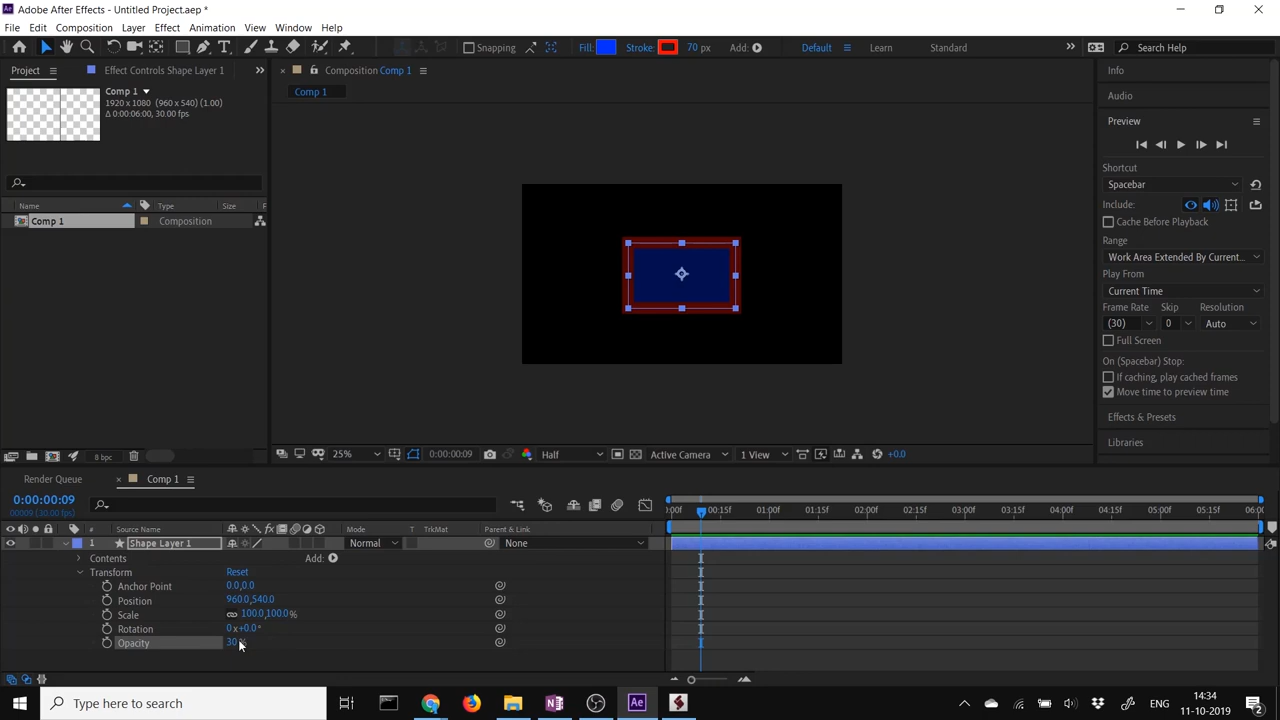 Adobe After Effects - Untitled Project.aep *
File Edit Composition Layer Effect Animation View Window Help
Snapping Fill: Stroke: 70 px Add: Default Learn Standard Search Help
Project Effect Controls Shape Layer 1
Comp 1
1920 x 1080 (960 x 540) (1.00)
Δ 0:00:06:00, 30.00 fps
Name Type Size F
Comp 1 Composition
8 bpc
Composition Comp 1
Comp 1
25% 0:00:00:09 Half Active Camera 1 View +0.0
Info
Audio
Preview
Shortcut
Spacebar
Include:
Cache Before Playback
Range
Work Area Extended By Current...
Play From
Current Time
Frame Rate Skip Resolution
(30) 0 Auto
Full Screen
On (Spacebar) Stop:
If caching, play cached frames
Move time to preview time
Effects & Presets
Libraries
Render Queue Comp 1
0:00:00:09
00009 (30.00 fps)
# Source Name Mode T TrkMat Parent & Link
:00f 00:15f 01:00f 01:15f 02:00f 02:15f 03:00f 03:15f 04:00f 04:15f 05:00f 05:15f 06:0
1 Shape Layer 1 Normal None
Contents Add:
Transform Reset
Anchor Point 0.0,0.0
Position 960.0,540.0
Scale 100.0,100.0%
Rotation 0x+0.0°
Opacity 30%
Type here to search
ENG
14:34
11-10-2019
2